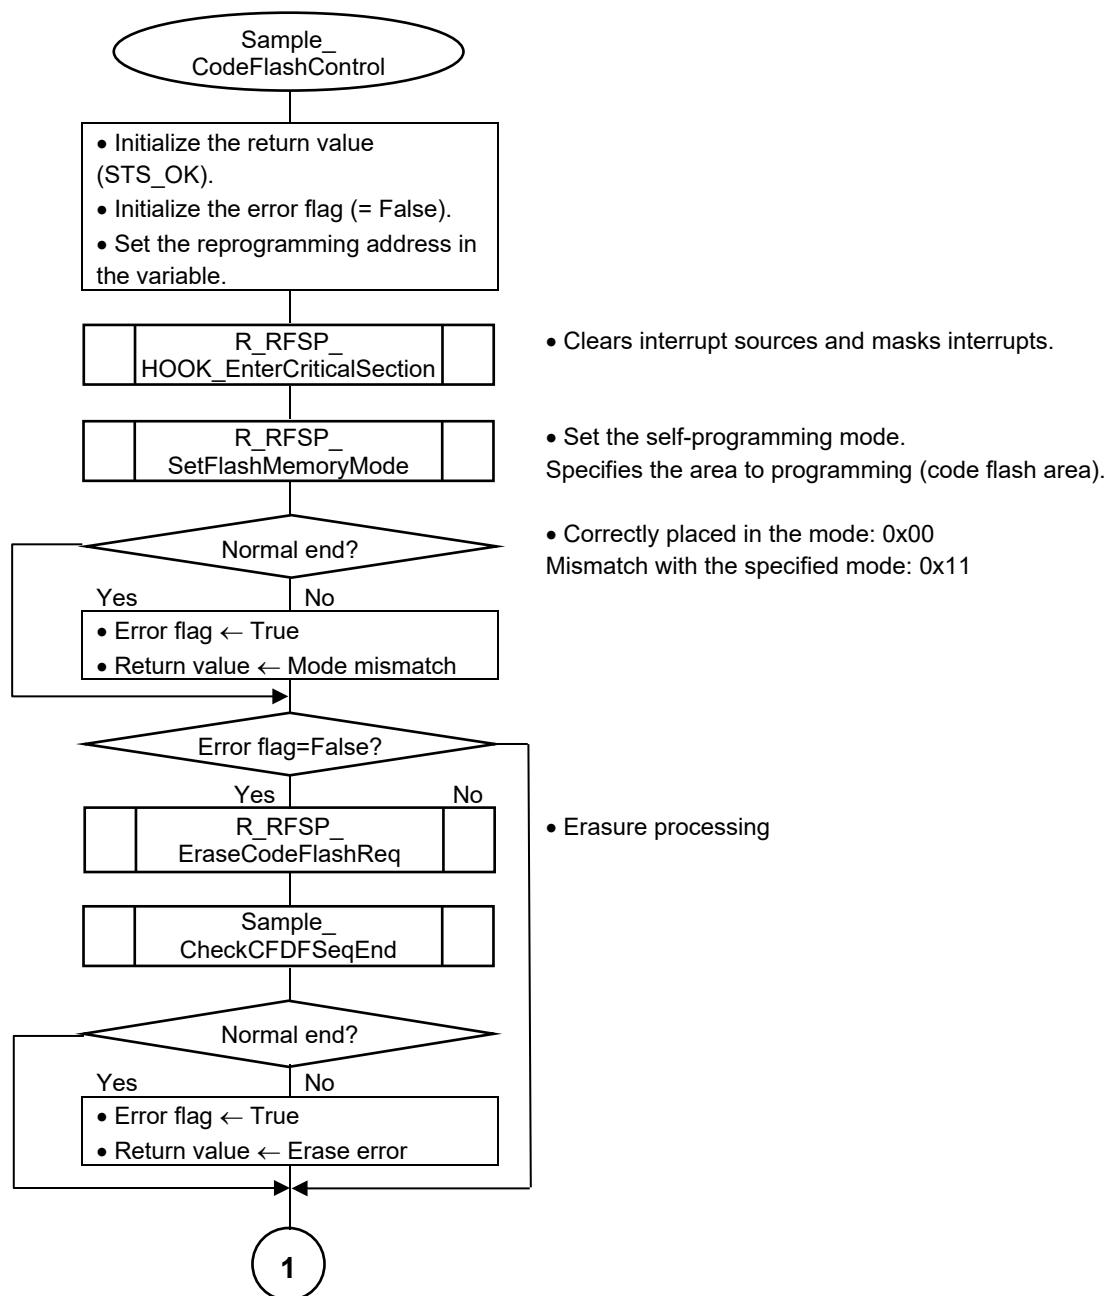 Sample_
CodeFlashControl
• Initialize the return value
(STS_OK).
• Initialize the error flag (= False).
• Set the reprogramming address in
the variable.
R_RFSP_
HOOK_EnterCriticalSection
• Clears interrupt sources and masks interrupts.
R_RFSP_
SetFlashMemoryMode
• Set the self-programming mode.
Specifies the area to programming (code flash area).
Normal end?
• Correctly placed in the mode: 0x00
Mismatch with the specified mode: 0x11
Yes No
• Error flag ← True
• Return value ← Mode mismatch
Error flag=False?
Yes No
R_RFSP_
EraseCodeFlashReq
• Erasure processing
Sample_
CheckCFDFSeqEnd
Normal end?
Yes No
• Error flag ← True
• Return value ← Erase error
1